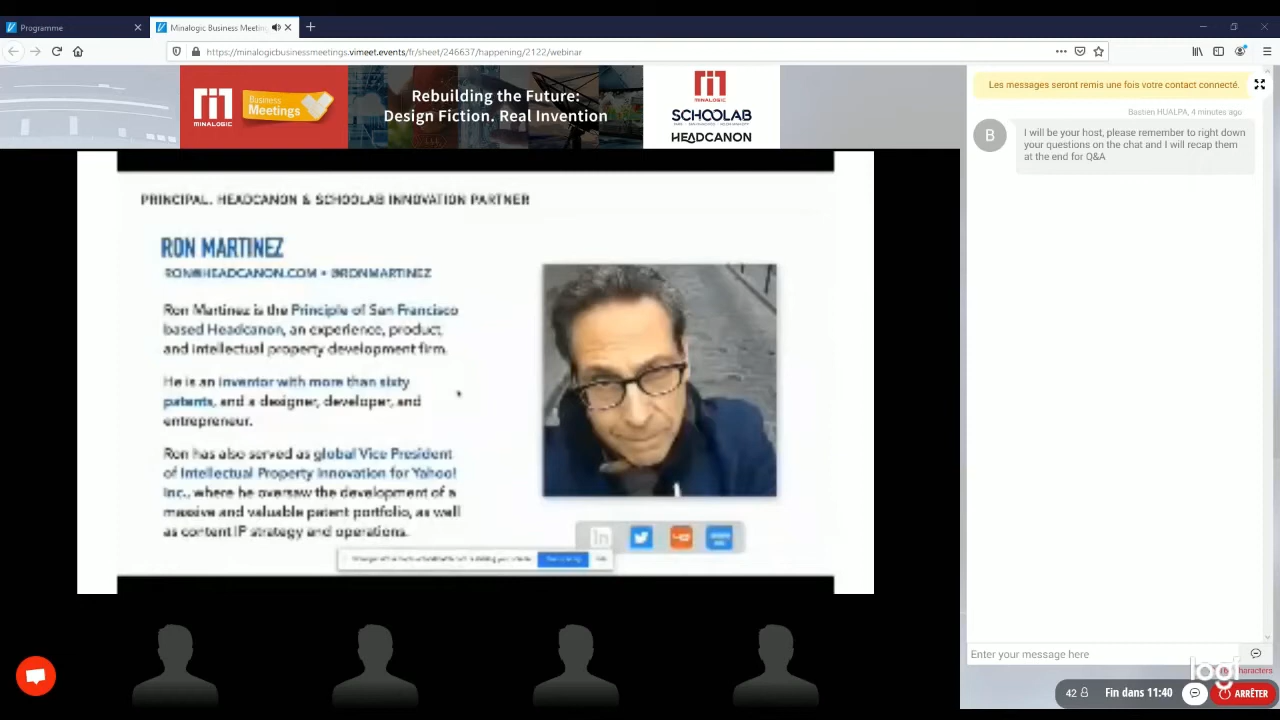 Programme
Minalogic Business Meetin
https://minalogicbusinessmeetings.vimeet.events/fr/sheet/246637/happening/2122/webinar
MINALOGIC
Business
Meetings
Rebuilding the Future:
Design Fiction. Real Invention
MINALOGIC
SCHOOLAB
HEADCANON
Les messages seront remis une fois votre contact connecté.
Bastien HUALPA, 4 minutes ago
B
I will be your host, please remember to right down
your questions on the chat and I will recap them
at the end for Q&A
PRINCIPAL, HEADCANON & SCHOOLAB INNOVATION PARTNER
RON MARTINEZ
RON@HEADCANON.COM • @RONMARTINEZ
Ron Martinez is the Principle of San Francisco
based Headcanon, an experience, product,
and intellectual property development firm.
He is an inventor with more than sixty
patents, and a designer, developer, and
entrepreneur.
Ron has also served as global Vice President
of Intellectual Property Innovation for Yahoo!
Inc., where he oversaw the development of a
massive and valuable patent portfolio, as well
as content IP strategy and operations.
in
Enter your message here
characters
logi
42
Fin dans 11:40
ARRÊTER